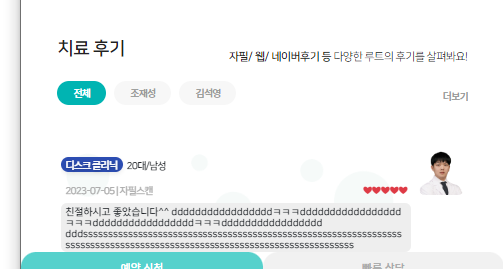 치료 후기
자필/ 웹/ 네이버후기 등 다양한 루트의 후기를 살펴봐요!
전체
조재성
김석영
더보기
디스크 클리닉 20대/남성
2023-07-05 | 자필스캔
친절하시고 좋았습니다^^ ddddddddddddddddddㅋㅋㅋdddddddddddddddddd
ㅋㅋㅋddddddddddddddddddㅋㅋㅋdddddddddddddddddd
예약 신청
빠른 상담